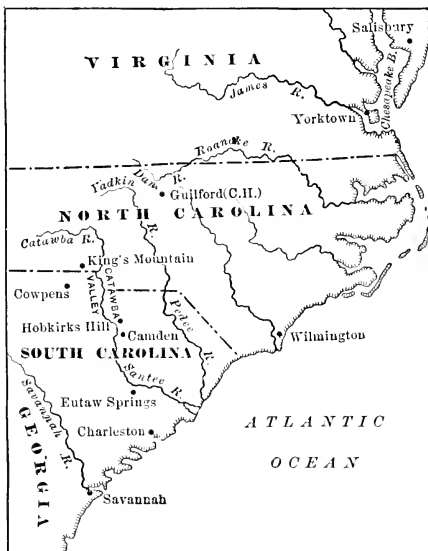 Salisbury
VIRGINIA
Chesapeake B.
James R.
Yorktown
Roanoke R.
Dan R.
Yadkin R.
Guilford (C.H.)
NORTH CAROLINA
Catawba R.
King's Mountain
Cowpens
CATAWBA VALLEY
Pedee R.
Hobkirks Hill
Camden
Wilmington
SOUTH CAROLINA
Santee R.
Savannah R.
Eutaw Springs
Charleston
ATLANTIC
OCEAN
GEORGIA
Savannah